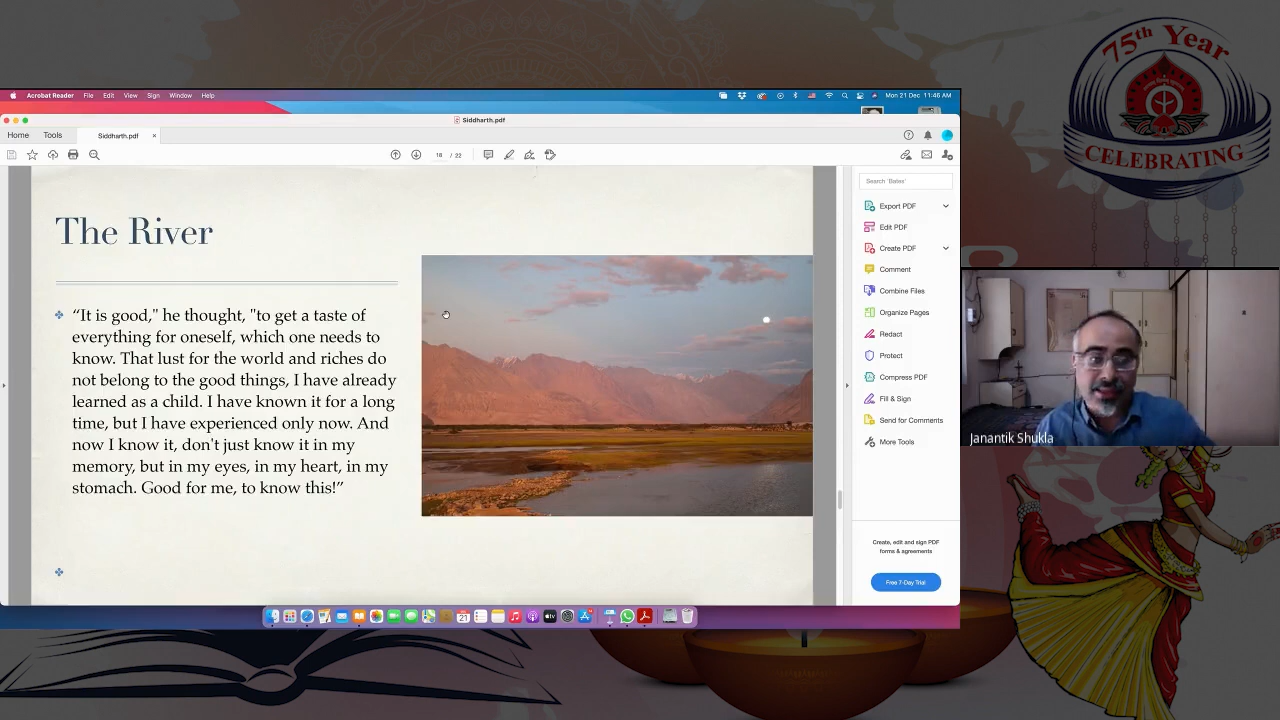 75th Year
CELEBRATING
Acrobat Reader File Edit View Sign Window Help
Mon 21 Dec 11:46 AM
Siddharth.pdf
Home Tools Siddharth.pdf ×
18 / 22
Search 'Bates'
The River
“It is good," he thought, "to get a taste of
everything for oneself, which one needs to
know. That lust for the world and riches do
not belong to the good things, I have already
learned as a child. I have known it for a long
time, but I have experienced only now. And
now I know it, don't just know it in my
memory, but in my eyes, in my heart, in my
stomach. Good for me, to know this!”
Export PDF
Edit PDF
Create PDF
Comment
Combine Files
Organize Pages
Redact
Protect
Compress PDF
Fill & Sign
Send for Comments
More Tools
Create, edit and sign PDF
forms & agreements
Free 7-Day Trial
Janantik Shukla